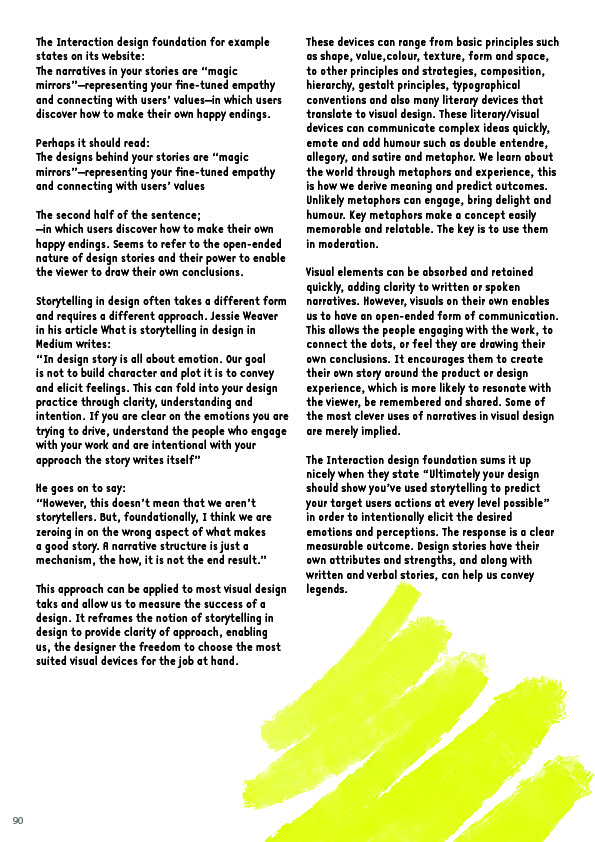 The Interaction design foundation for example
states on its website:
The narratives in your stories are “magic
mirrors”—representing your fine-tuned empathy
and connecting with users’ values—in which users
discover how to make their own happy endings.
Perhaps it should read:
The designs behind your stories are “magic
mirrors”—representing your fine-tuned empathy
and connecting with users’ values
The second half of the sentence;
—in which users discover how to make their own
happy endings. Seems to refer to the open-ended
nature of design stories and their power to enable
the viewer to draw their own conclusions.
Storytelling in design often takes a different form
and requires a different approach. Jessie Weaver
in his article What is storytelling in design in
Medium writes:
“In design story is all about emotion. Our goal
is not to build character and plot it is to convey
and elicit feelings. This can fold into your design
practice through clarity, understanding and
intention. If you are clear on the emotions you are
trying to drive, understand the people who engage
with your work and are intentional with your
approach the story writes itself”
He goes on to say:
“However, this doesn’t mean that we aren’t
storytellers. But, foundationally, I think we are
zeroing in on the wrong aspect of what makes
a good story. A narrative structure is just a
mechanism, the how, it is not the end result.”
This approach can be applied to most visual design
taks and allow us to measure the success of a
design. It reframes the notion of storytelling in
design to provide clarity of approach, enabling
us, the designer the freedom to choose the most
suited visual devices for the job at hand.
These devices can range from basic principles such
as shape, value,colour, texture, form and space,
to other principles and strategies, composition,
hierarchy, gestalt principles, typographical
conventions and also many literary devices that
translate to visual design. These literary/visual
devices can communicate complex ideas quickly,
emote and add humour such as double entendre,
allegory, and satire and metaphor. We learn about
the world through metaphors and experience, this
is how we derive meaning and predict outcomes.
Unlikely metaphors can engage, bring delight and
humour. Key metaphors make a concept easily
memorable and relatable. The key is to use them
in moderation.
Visual elements can be absorbed and retained
quickly, adding clarity to written or spoken
narratives. However, visuals on their own enables
us to have an open-ended form of communication.
This allows the people engaging with the work, to
connect the dots, or feel they are drawing their
own conclusions. It encourages them to create
their own story around the product or design
experience, which is more likely to resonate with
the viewer, be remembered and shared. Some of
the most clever uses of narratives in visual design
are merely implied.
The Interaction design foundation sums it up
nicely when they state “Ultimately your design
should show you’ve used storytelling to predict
your target users actions at every level possible”
in order to intentionally elicit the desired
emotions and perceptions. The response is a clear
measurable outcome. Design stories have their
own attributes and strengths, and along with
written and verbal stories, can help us convey
legends.
90